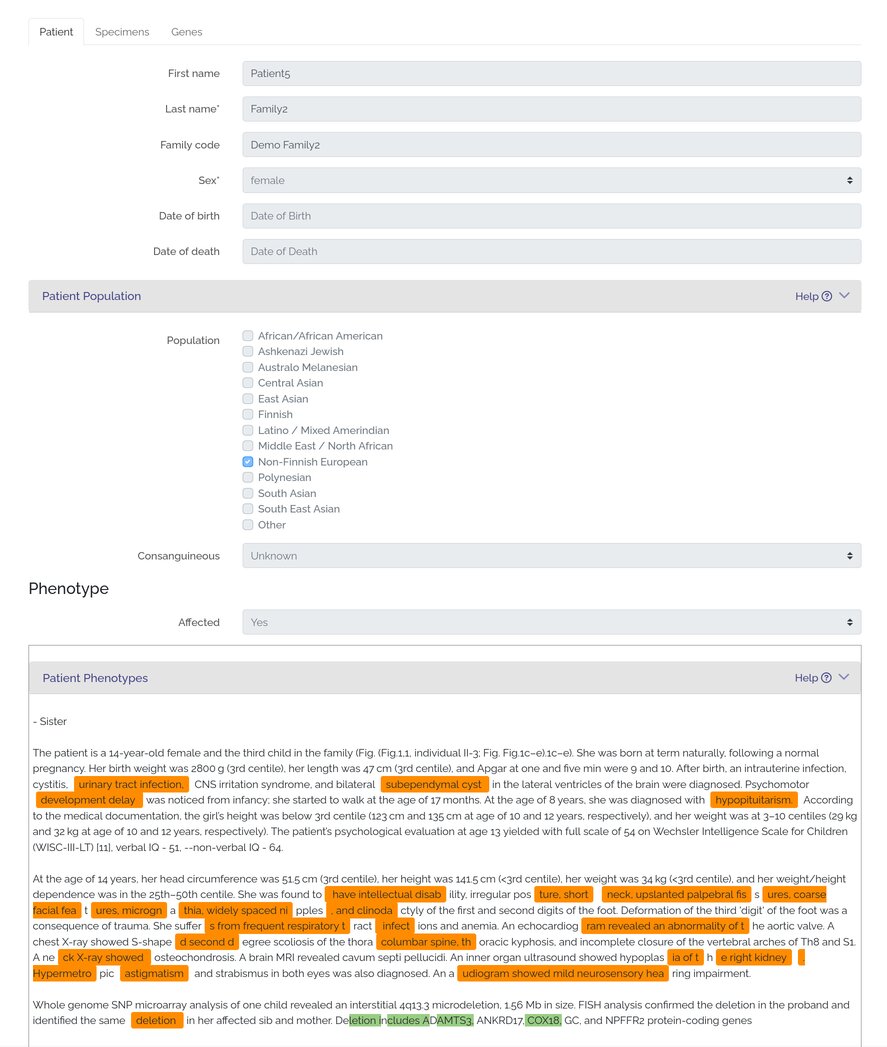 Patient Specimens Genes
First name Patient5
Last name* Family2
Family code Demo Family2
Sex* female
Date of birth Date of Birth
Date of death Date of Death
Patient Population Help ?
Population
African/African American
Ashkenazi Jewish
Australo Melanesian
Central Asian
East Asian
Finnish
Latino / Mixed Amerindian
Middle East / North African
Non-Finnish European
Polynesian
South Asian
South East Asian
Other
Consanguineous Unknown
Phenotype
Affected Yes
Patient Phenotypes Help ?
- Sister
The patient is a 14-year-old female and the third child in the family (Fig. (Fig.1,1, individual II-3; Fig. Fig.1c–e).1c–e). She was born at term naturally, following a normal
pregnancy. Her birth weight was 2800 g (3rd centile), her length was 47 cm (3rd centile), and Apgar at one and five min were 9 and 10. After birth, an intrauterine infection,
cystitis, urinary tract infection, CNS irritation syndrome, and bilateral subependymal cyst in the lateral ventricles of the brain were diagnosed. Psychomotor
development delay was noticed from infancy; she started to walk at the age of 17 months. At the age of 8 years, she was diagnosed with hypopituitarism. According
to the medical documentation, the girl's height was below 3rd centile (123 cm and 135 cm at age of 10 and 12 years, respectively), and her weight was at 3–10 centiles (29 kg
and 32 kg at age of 10 and 12 years, respectively). The patient's psychological evaluation at age 13 yielded with full scale of 54 on Wechsler Intelligence Scale for Children
(WISC-III-LT) [11], verbal IQ - 51, --non-verbal IQ - 64.
At the age of 14 years, her head circumference was 51.5 cm (3rd centile), her height was 141.5 cm (<3rd centile), her weight was 34 kg (<3rd centile), and her weight/height
dependence was in the 25th–50th centile. She was found to have intellectual disab ility, irregular pos ture, short neck, upslanted palpebral fis s ures, coarse
facial fea t ures, microgn a thia, widely spaced ni pples , and clinoda ctyly of the first and second digits of the foot. Deformation of the third 'digit' of the foot was a
consequence of trauma. She suffer s from frequent respiratory t ract infect ions and anemia. An echocardiog ram revealed an abnormality of t he aortic valve. A
chest X-ray showed S-shape d second d egree scoliosis of the thora columbar spine, th oracic kyphosis, and incomplete closure of the vertebral arches of Th8 and S1.
A ne ck X-ray showed osteochondrosis. A brain MRI revealed cavum septi pellucidi. An inner organ ultrasound showed hypoplas ia of t h e right kidney .
Hypermetro pic astigmatism and strabismus in both eyes was also diagnosed. An a udiogram showed mild neurosensory hea ring impairment.
Whole genome SNP microarray analysis of one child revealed an interstitial 4q13.3 microdeletion, 1.56 Mb in size. FISH analysis confirmed the deletion in the proband and
identified the same deletion in her affected sib and mother. Deletion includes ADAMTS3, ANKRD17, COX18, GC, and NPFFR2 protein-coding genes